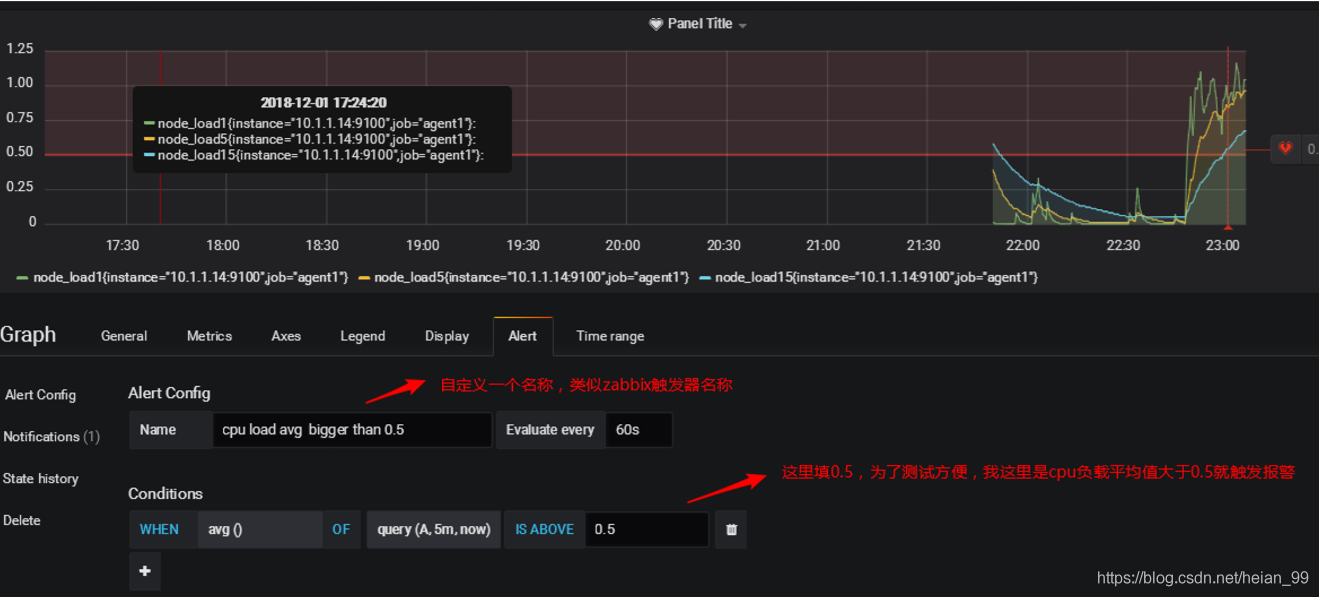 Panel Title
1.25
1.00
0.75
0.50
0.25
0
2018-12-01 17:24:20
node_load1{instance="10.1.1.14:9100",job="agent1"}:
node_load5{instance="10.1.1.14:9100",job="agent1"}:
node_load15{instance="10.1.1.14:9100",job="agent1"}:
0.
17:30 18:00 18:30 19:00 19:30 20:00 20:30 21:00 21:30 22:00 22:30 23:00
node_load1{instance="10.1.1.14:9100",job="agent1"} node_load5{instance="10.1.1.14:9100",job="agent1"} node_load15{instance="10.1.1.14:9100",job="agent1"}
Graph General Metrics Axes Legend Display Alert Time range
Alert Config
Notifications (1)
State history
Delete
Alert Config
自定义一个名称，类似zabbix触发器名称
Name cpu load avg bigger than 0.5 Evaluate every 60s
这里填0.5，为了测试方便，我这里是cpu负载平均值大于0.5就触发报警
Conditions
WHEN avg () OF query (A, 5m, now) IS ABOVE 0.5
https://blog.csdn.net/heian_99